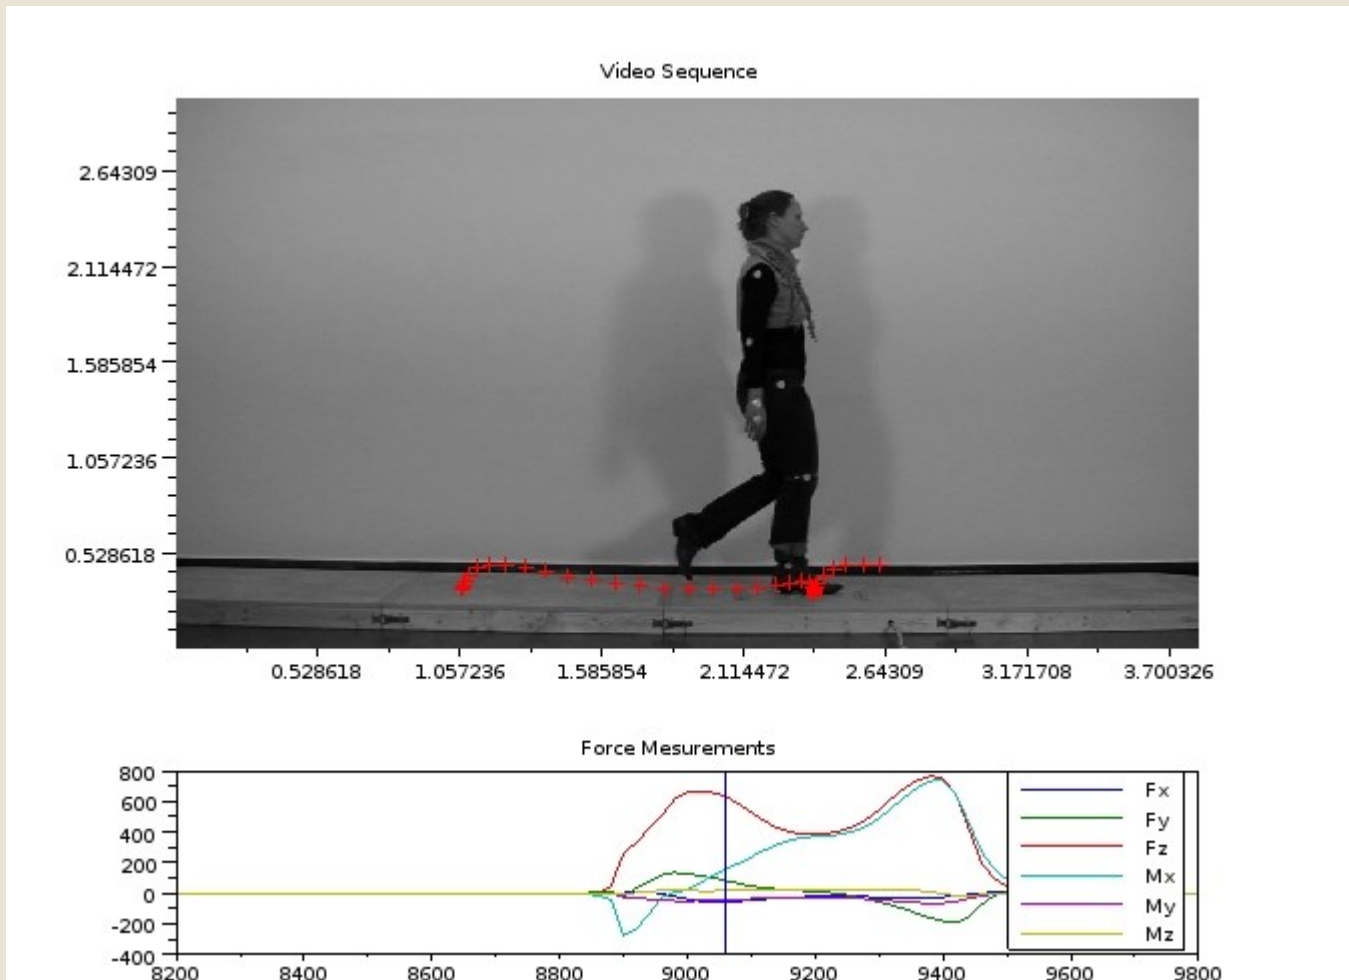 Video Sequence
2.64309
2.114472
1.585854
1.057236
0.528618
0.528618 1.057236 1.585854 2.114472 2.64309 3.171708 3.700326
Force Mesurements
800
600
400
200
0
-200
-400
Fx
Fy
Fz
Mx
My
Mz
8200 8400 8600 8800 9000 9200 9400 9600 9800